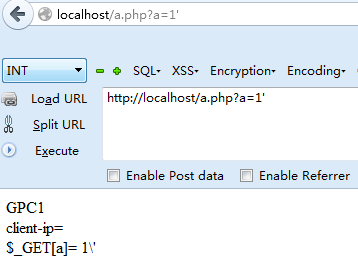 localhost/a.php?a=1'
INT SQL- XSS- Encryption- Encoding-
Load URL http://localhost/a.php?a=1'
Split URL
Execute
Enable Post data Enable Referrer
GPC1
client-ip=
$_GET[a]= 1\'